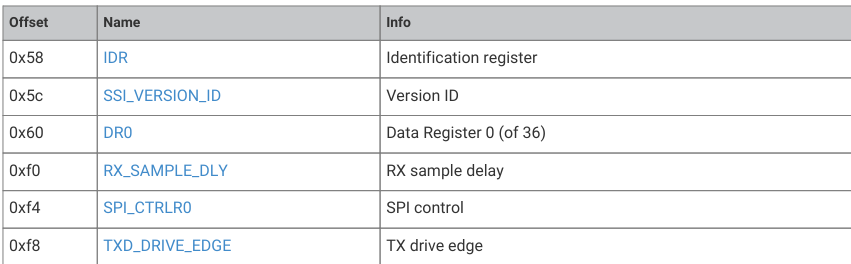 Offset Name Info
0x58 IDR Identification register
0x5c SSI_VERSION_ID Version ID
0x60 DR0 Data Register 0 (of 36)
0xf0 RX_SAMPLE_DLY RX sample delay
0xf4 SPI_CTRLR0 SPI control
0xf8 TXD_DRIVE_EDGE TX drive edge